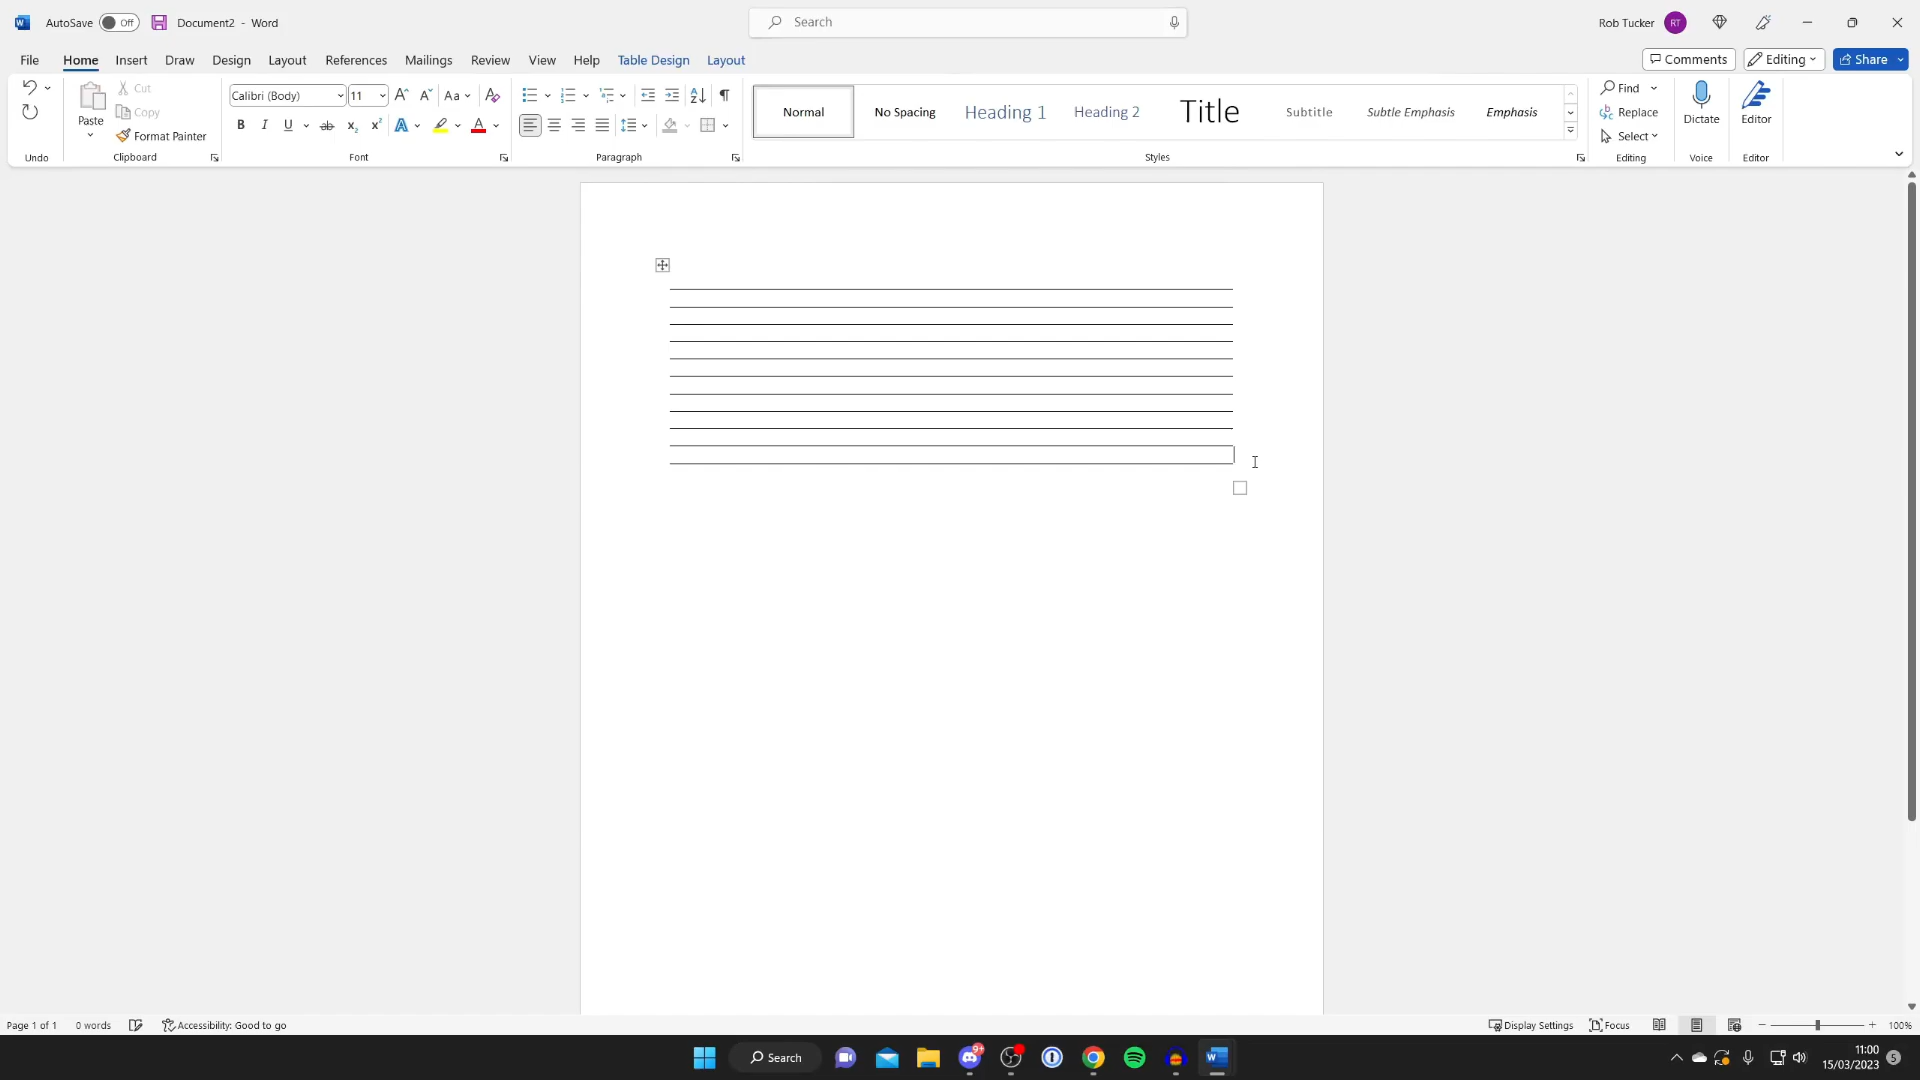 AutoSave Off Document2 - Word Search Rob Tucker RT
File Home Insert Draw Design Layout References Mailings Review View Help Table Design Layout Comments Editing Share
Calibri (Body) 11 Aa
Paste Cut
Copy
Format Painter
Normal No Spacing Heading 1 Heading 2 Title Subtitle Subtle Emphasis Emphasis
Find
Replace
Select
Dictate Editor
Undo Clipboard Font Paragraph Styles Editing Voice Editor
Page 1 of 1 0 words Accessibility: Good to go Display Settings Focus 100%
Search 9+ 11:00
15/03/2023 5